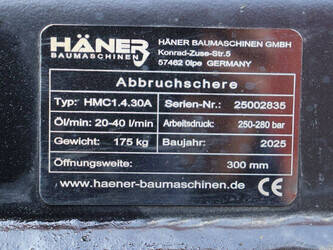 HÄNER
BAUMASCHINEN
HÄNER BAUMASCHINEN GMBH
Konrad-Zuse-Str.5
57462 Olpe GERMANY
Abbruchschere
Typ: HMC1.4.30A Serien-Nr.: 25002835
Öl/min: 20-40 l/min Arbeitsdruck: 250-280 bar
Gewicht: 175 kg Baujahr: 2025
Öffnungsweite: 300 mm
www.haener-baumaschinen.de CE